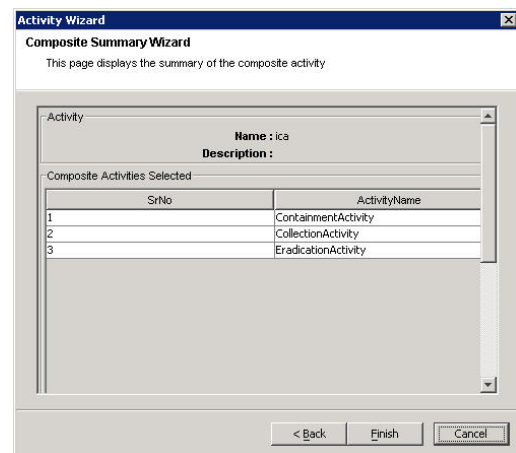 Activity Wizard
Composite Summary Wizard
This page displays the summary of the composite activity
Activity
Name : ica
Description :
Composite Activities Selected
SrNo ActivityName
1 ContainmentActivity
2 CollectionActivity
3 EradicationActivity
< Back Finish Cancel